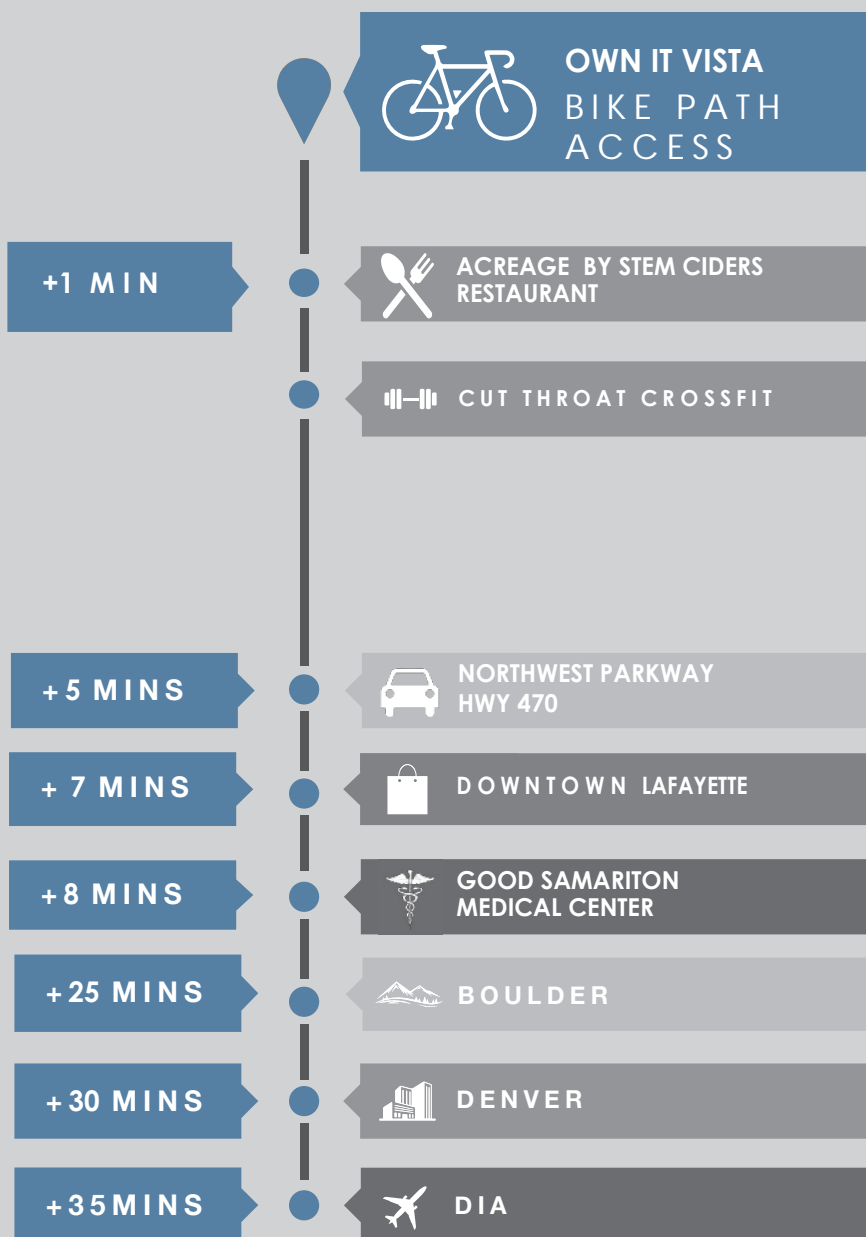 OWN IT VISTA
BIKE PATH
ACCESS
+1 MIN
ACREAGE BY STEM CIDERS
RESTAURANT
CUT THROAT CROSSFIT
+5 MINS
NORTHWEST PARKWAY
HWY 470
+ 7 MINS
DOWNTOWN LAFAYETTE
+8 MINS
GOOD SAMARITON
MEDICAL CENTER
+25 MINS
BOULDER
+30 MINS
DENVER
+35MINS
DIA